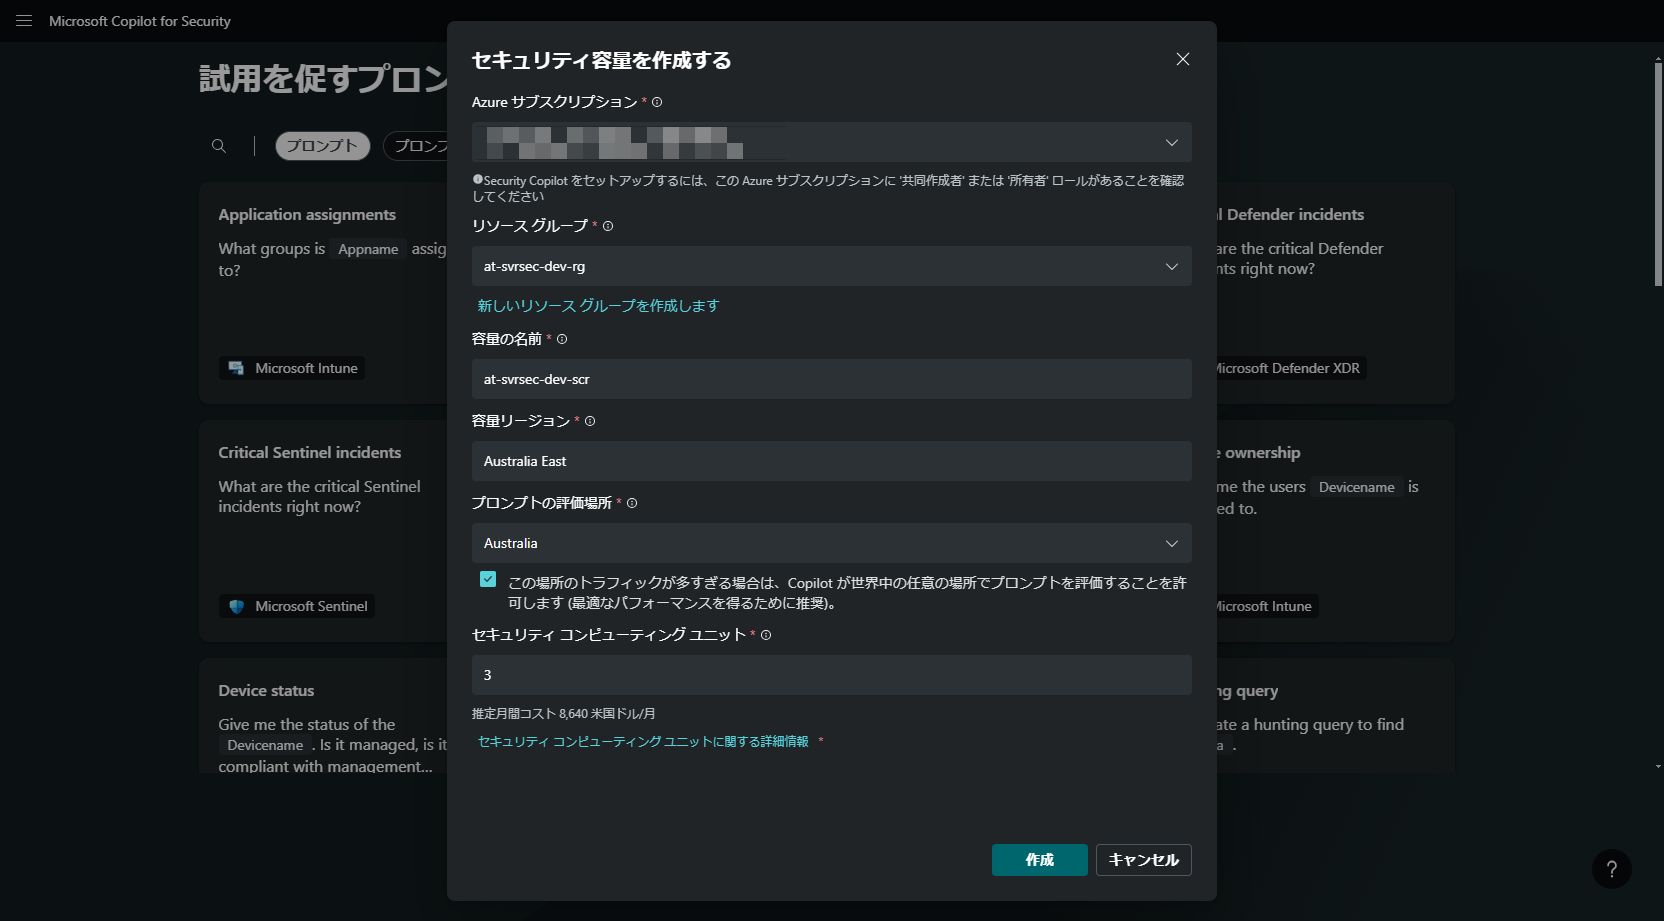 Microsoft Copilot for Security
試用を促すプロン
プロンプト
プロンプ
Application assignments
What groups is Appname assig
to?
Microsoft Intune
Critical Sentinel incidents
What are the critical Sentinel
incidents right now?
Microsoft Sentinel
Device status
Give me the status of the
Devicename . Is it managed, is it
compliant with management...
セキュリティ容量を作成する
Azure サブスクリプション *
Security Copilot をセットアップするには、この Azure サブスクリプションに '共同作成者' または '所有者' ロールがあることを確認
してください
リソース グループ *
at-svrsec-dev-rg
新しいリソース グループを作成します
容量の名前 *
at-svrsec-dev-scr
容量リージョン *
Australia East
プロンプトの評価場所 *
Australia
この場所のトラフィックが多すぎる場合は、Copilot が世界中の任意の場所でプロンプトを評価することを許
可します (最適なパフォーマンスを得るために推奨)。
セキュリティ コンピューティング ユニット *
3
推定月間コスト 8,640 米国ドル/月
セキュリティ コンピューティング ユニットに関する詳細情報 *
作成
キャンセル
l Defender incidents
are the critical Defender
nts right now?
Microsoft Defender XDR
e ownership
me the users Devicename is
ed to.
Microsoft Intune
ng query
ate a hunting query to find
a .
?